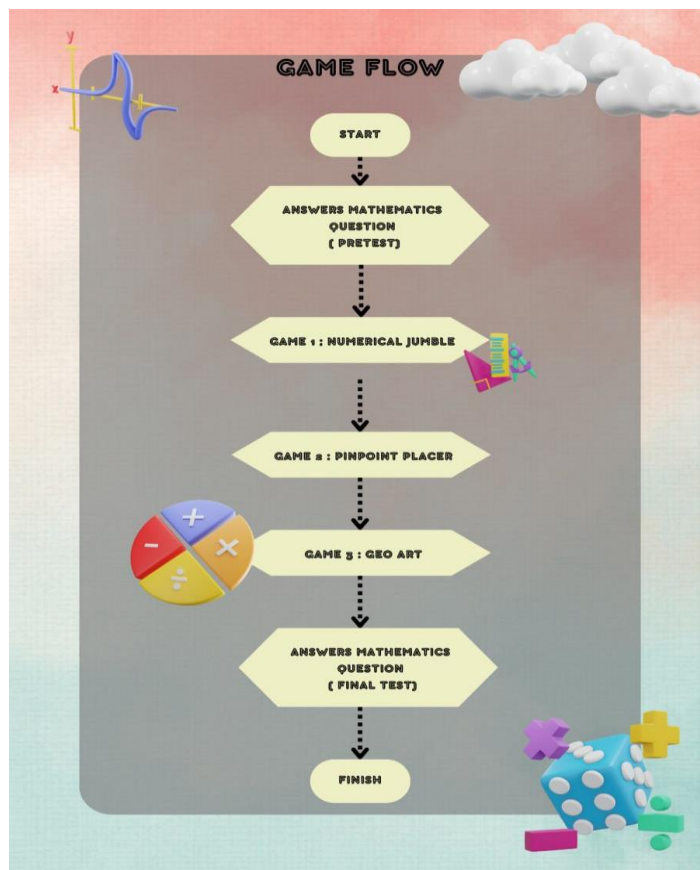 y
x
GAME FLOW
START
ANSWERS MATHEMATICS
QUESTION
( PRETEST)
GAME 1 : NUMERICAL JUMBLE
GAME 2 : PINPOINT PLACER
GAME 3 : GEO ART
ANSWERS MATHEMATICS
QUESTION
( FINAL TEST)
FINISH